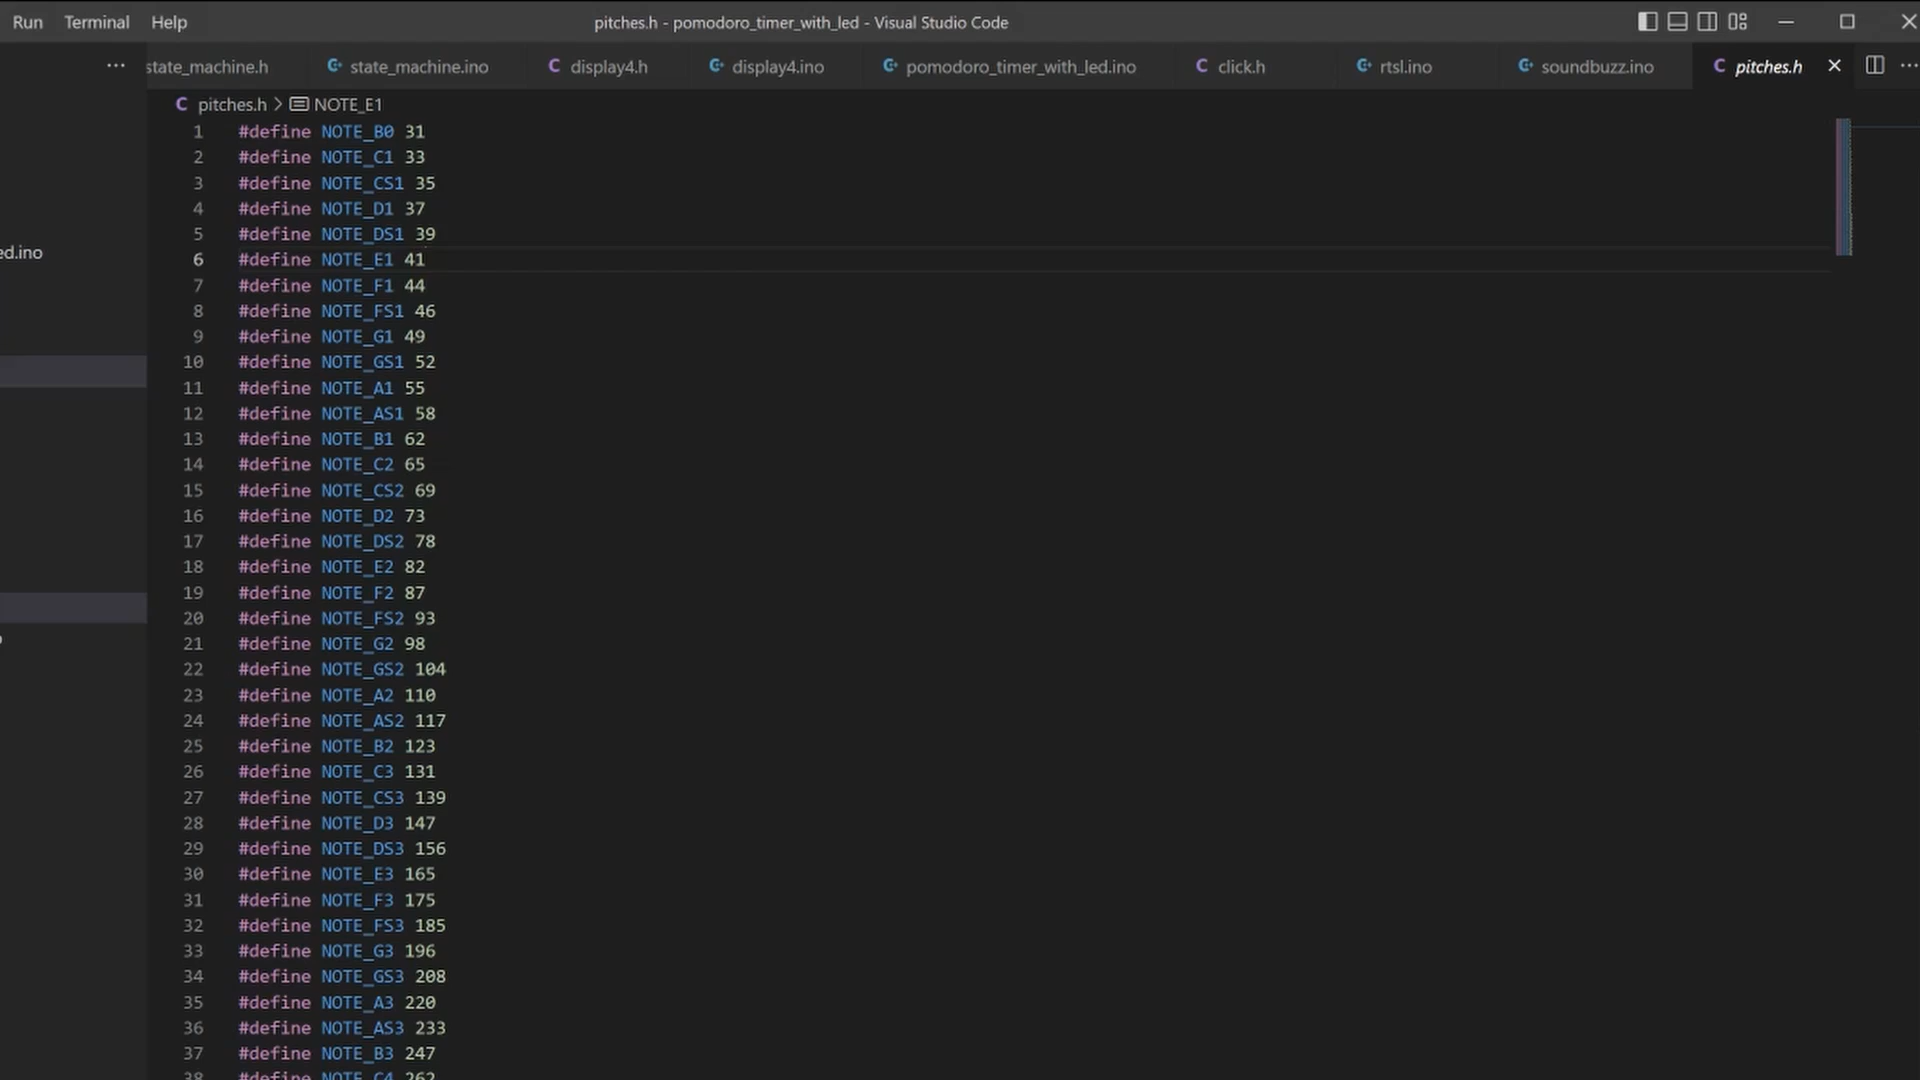 Run Terminal Help pitches.h - pomodoro_timer_with_led - Visual Studio Code
state_machine.h state_machine.ino display4.h display4.ino pomodoro_timer_with_led.ino click.h rtsl.ino soundbuzz.ino pitches.h
pitches.h > NOTE_E1
1 #define NOTE_B0 31
2 #define NOTE_C1 33
3 #define NOTE_CS1 35
4 #define NOTE_D1 37
5 #define NOTE_DS1 39
ed.ino
6 #define NOTE_E1 41
7 #define NOTE_F1 44
8 #define NOTE_FS1 46
9 #define NOTE_G1 49
10 #define NOTE_GS1 52
11 #define NOTE_A1 55
12 #define NOTE_AS1 58
13 #define NOTE_B1 62
14 #define NOTE_C2 65
15 #define NOTE_CS2 69
16 #define NOTE_D2 73
17 #define NOTE_DS2 78
18 #define NOTE_E2 82
19 #define NOTE_F2 87
20 #define NOTE_FS2 93
21 #define NOTE_G2 98
22 #define NOTE_GS2 104
23 #define NOTE_A2 110
24 #define NOTE_AS2 117
25 #define NOTE_B2 123
26 #define NOTE_C3 131
27 #define NOTE_CS3 139
28 #define NOTE_D3 147
29 #define NOTE_DS3 156
30 #define NOTE_E3 165
31 #define NOTE_F3 175
32 #define NOTE_FS3 185
33 #define NOTE_G3 196
34 #define NOTE_GS3 208
35 #define NOTE_A3 220
36 #define NOTE_AS3 233
37 #define NOTE_B3 247
38 #define NOTE_C4 262